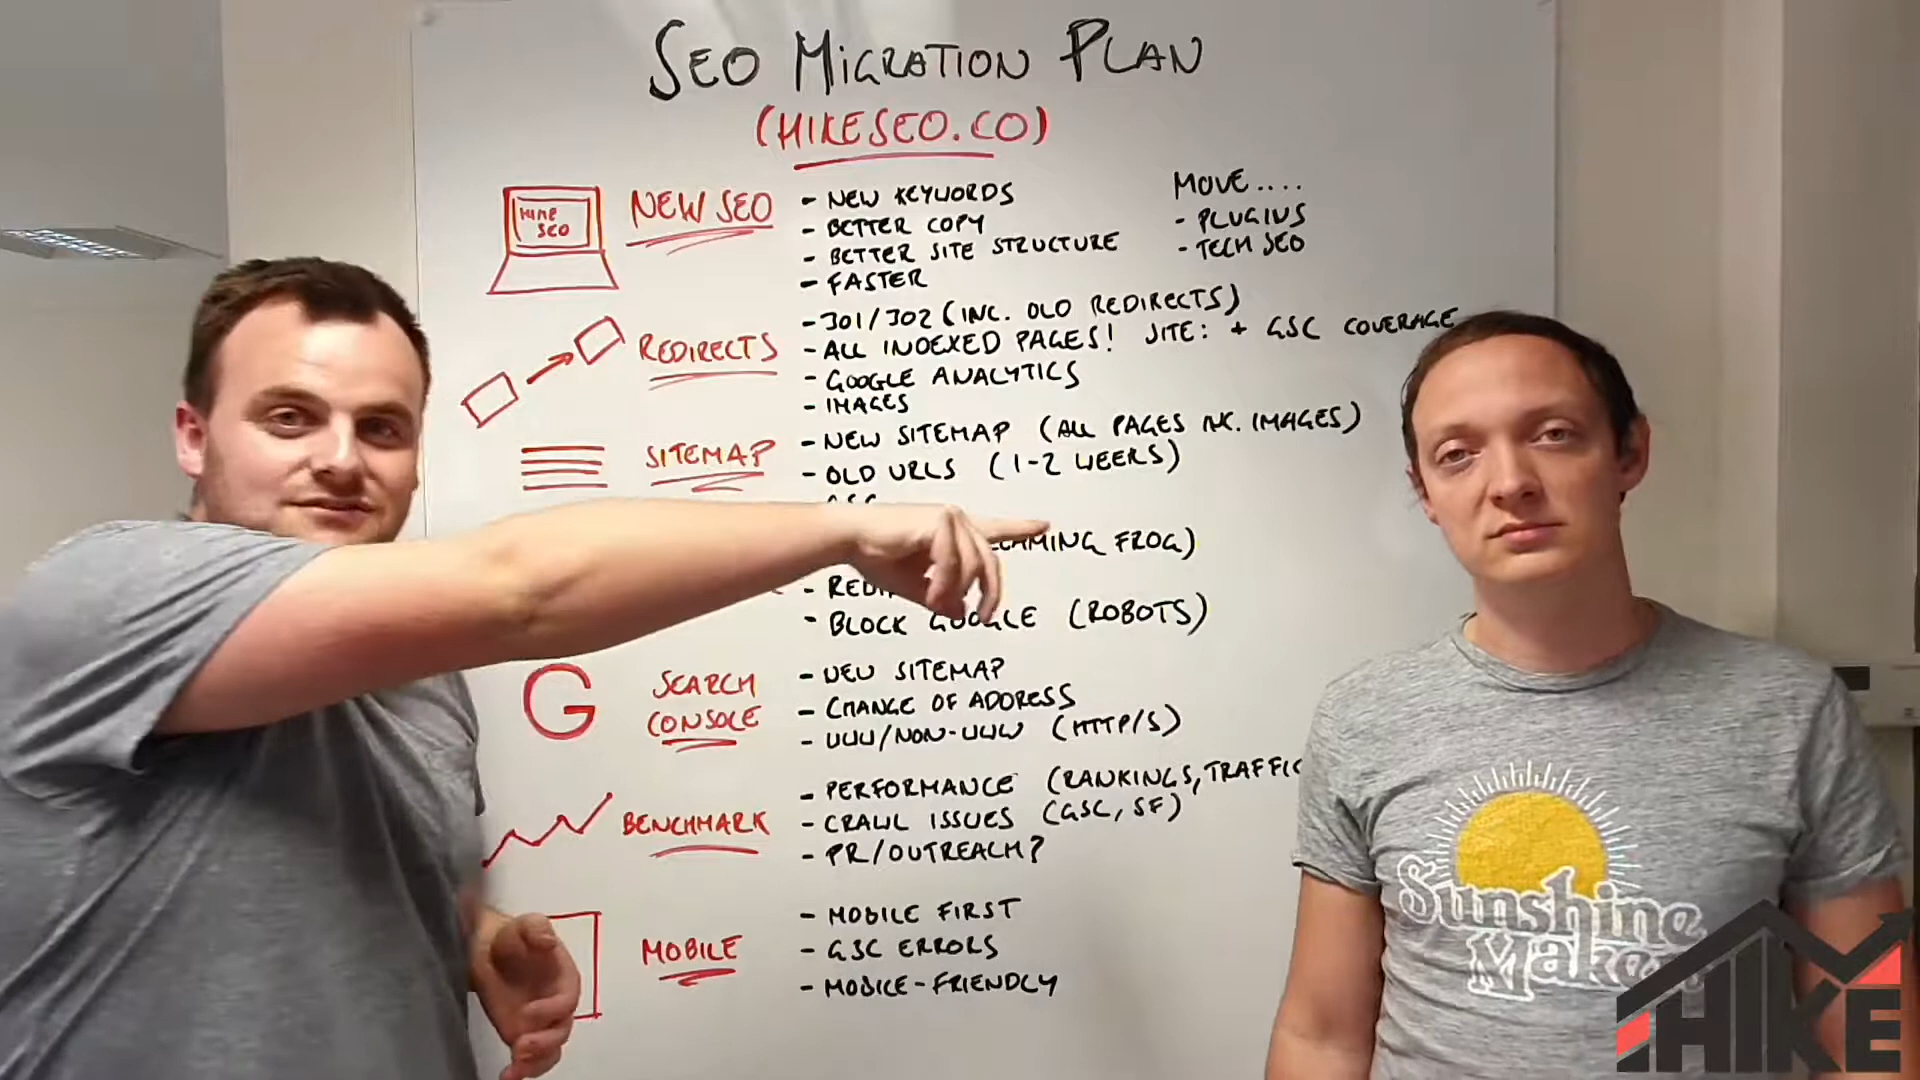 SEO MIGRATION PLAN
(HIKESEO.CO)
HIKE
SEO
NEW SEO
- NEW KEYWORDS
- BETTER COPY
- BETTER SITE STRUCTURE
- FASTER
MOVE....
- PLUGINS
- TECH SEO
REDIRECTS
- 301/302 (INC. OLD REDIRECTS)
- ALL INDEXED PAGES! SITE: + GSC COVERAGE
- GOOGLE ANALYTICS
- IMAGES
SITEMAP
- NEW SITEMAP (ALL PAGES INC. IMAGES)
- OLD URLS (1-2 WEEKS)
FROG)
- BLOCK GOOGLE (ROBOTS)
G
SEARCH
CONSOLE
- NEW SITEMAP
- CHANGE OF ADDRESS
- WWW/NON-WWW (HTTP/S)
BENCHMARK
- PERFORMANCE (RANKINGS, TRAFFIC
- CRAWL ISSUES (GSC, SF)
- PR/OUTREACH?
MOBILE
- MOBILE FIRST
- GSC ERRORS
- MOBILE-FRIENDLY
Sunshine
HIKE